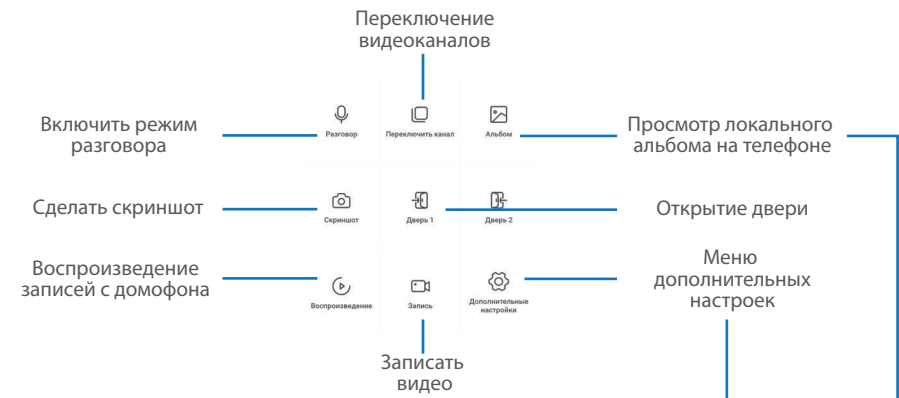 Переключение
видеоканалов
Включить режим
разговора
Разговор
Переключить канал
Альбом
Просмотр локального
альбома на телефоне
Сделать скриншот
Скриншот
Дверь 1
Дверь 2
Открытие двери
Воспроизведение
записей с домофона
Воспроизведение
Запись
Дополнительные
настройки
Меню
дополнительных
настроек
Записать
видео